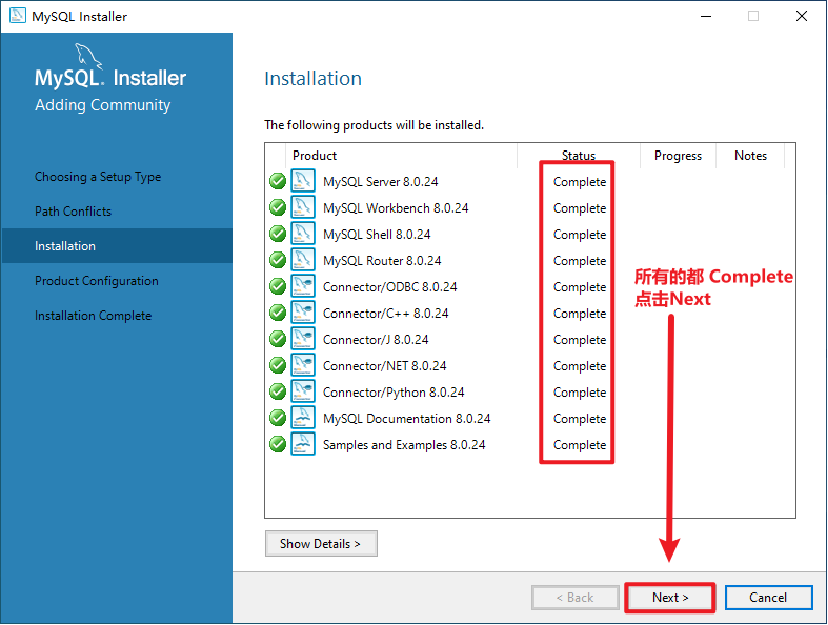 MySQL Installer
MySQL. Installer
Adding Community
Choosing a Setup Type
Path Conflicts
Installation
Product Configuration
Installation Complete
Installation
The following products will be installed.
Product Status Progress Notes
MySQL Server 8.0.24 Complete
MySQL Workbench 8.0.24 Complete
MySQL Shell 8.0.24 Complete
MySQL Router 8.0.24 Complete
Connector/ODBC 8.0.24 Complete
Connector/C++ 8.0.24 Complete
Connector/J 8.0.24 Complete
Connector/NET 8.0.24 Complete
Connector/Python 8.0.24 Complete
MySQL Documentation 8.0.24 Complete
Samples and Examples 8.0.24 Complete
所有的都 Complete
点击Next
Show Details >
< Back Next > Cancel